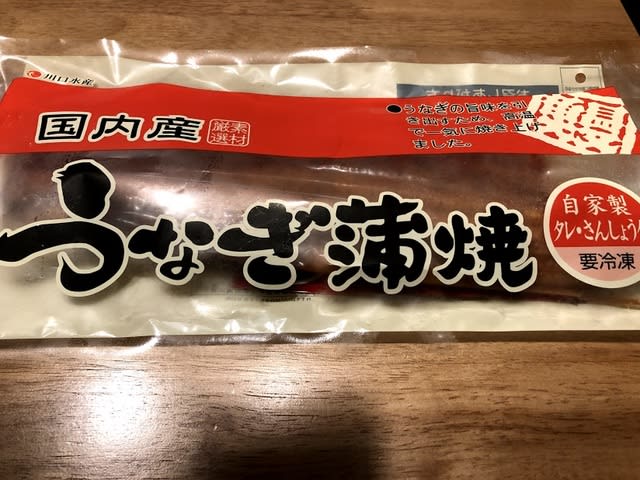 川口水産
国内産
厳選素材
●うなぎの旨味を引
き出すため、高温
で一気に焼き上げ
ました。
うなぎ蒲焼
自家製
タレ・さんしょう
要冷凍